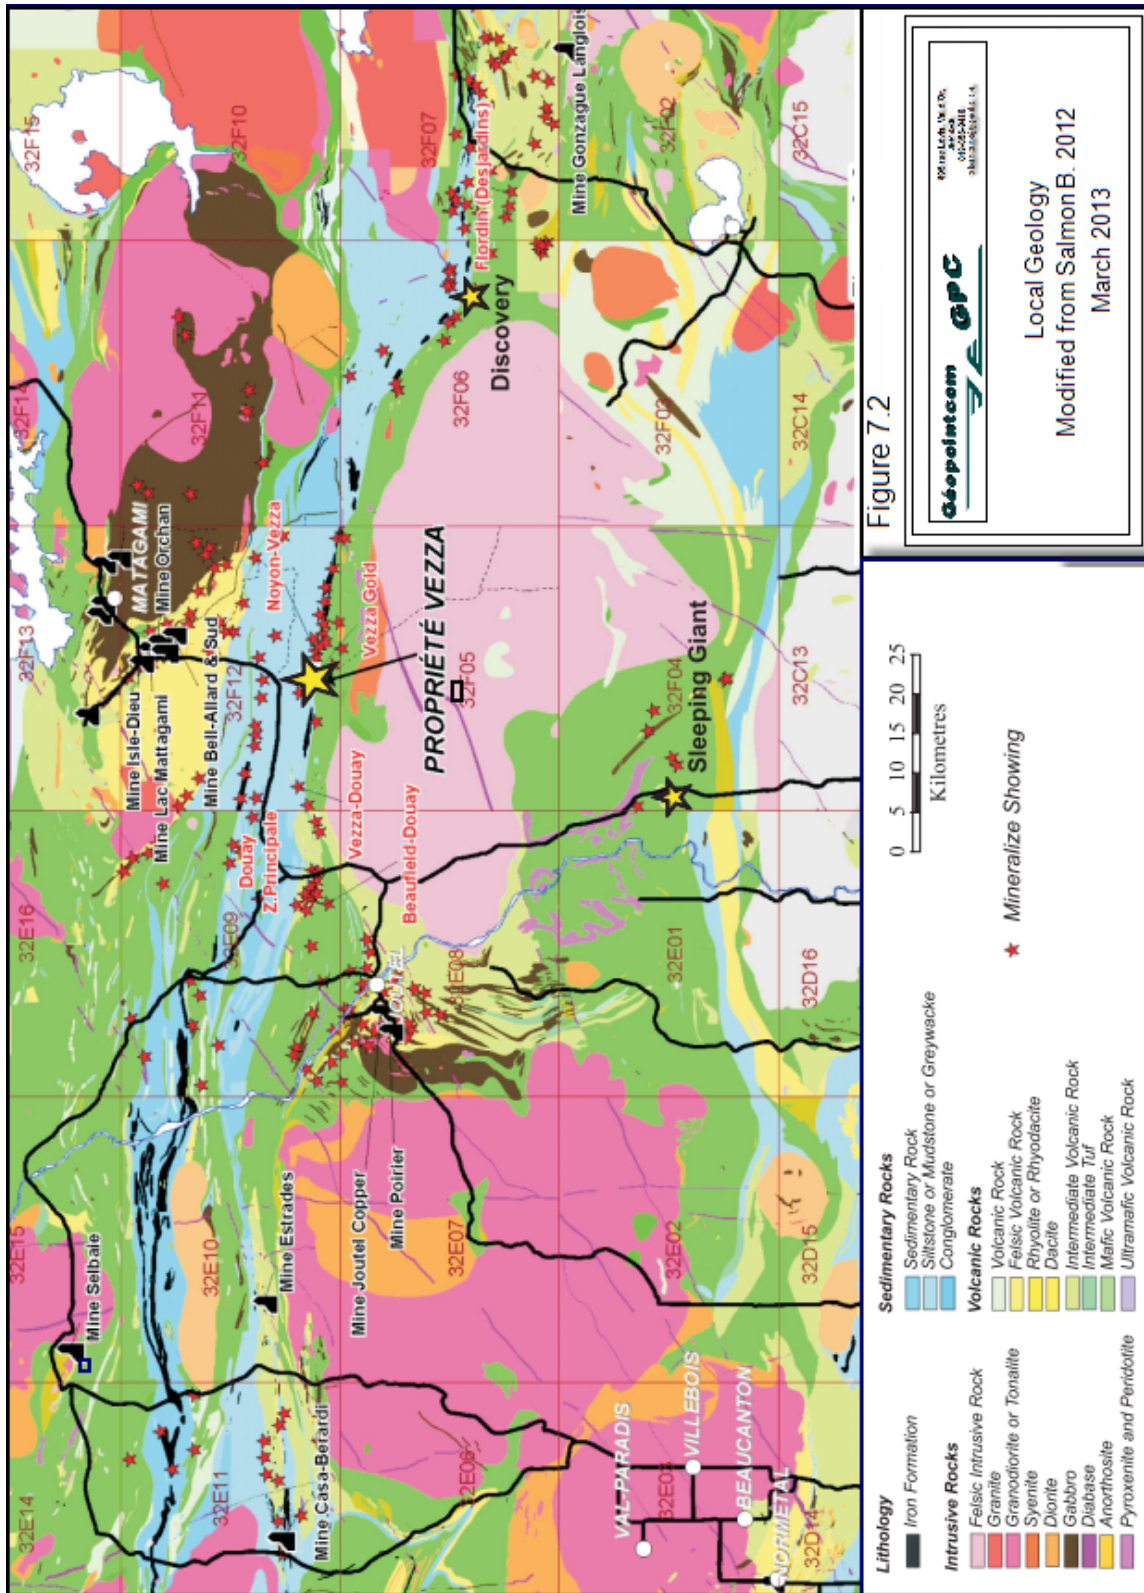 32E14
32E15
32E16
32F13
32F14
32F15
Mine Selbaie
MATAGAMI
Mine Orchan
Mine Isle-Dieu
Mine Lac Mattagami
Mine Bell-Allard & Sud
32E11
32E10
32E09
32F12
32F11
32F10
Douay
Z.Principale
Noyon-Vezza
Mine Casa-Berardi
Mine Estrades
Vezza-Douay
Vezza Gold
Beaufield-Douay
Mine Joutel Copper
Mine Poirier
PROPRIÉTÉ VEZZA
32E06
32E07
32E08
32F05
32F06
32F07
Flordin (Desjardins)
Discovery
Mine Gonzague Langlois
VAL-PARADIS
VILLEBOIS
BEAUCANTON
NORMETAL
32E05
32E02
32E01
32F04
32F03
32F02
Sleeping Giant
32D14
32D15
32D16
32C13
32C14
32C15
Lithology
Iron Formation
Intrusive Rocks
Felsic Intrusive Rock
Granite
Granodiorite or Tonalite
Syenite
Diorite
Gabbro
Diabase
Anorthosite
Pyroxenite and Peridotite
Sedimentary Rocks
Sedimentary Rock
Siltstone or Mudstone or Greywacke
Conglomerate
Volcanic Rocks
Volcanic Rock
Felsic Volcanic Rock
Rhyolite or Rhyodacite
Dacite
Intermediate Volcanic Rock
Intermediate Tuf
Mafic Volcanic Rock
Ultramafic Volcanic Rock
0 5 10 15 20 25
Kilometres
Mineralize Showing
Figure 7.2
Géopointcom
GPC
Local Geology
Modified from Salmon B. 2012
March 2013